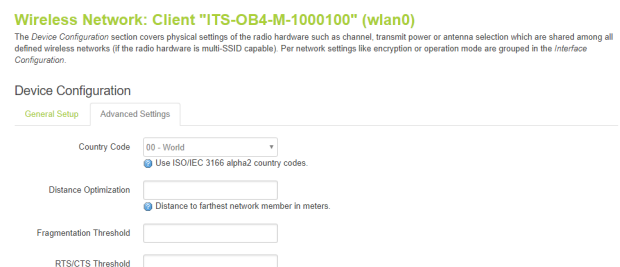 Wireless Network: Client "ITS-OB4-M-1000100" (wlan0)
The Device Configuration section covers physical settings of the radio hardware such as channel, transmit power or antenna selection which are shared among all
defined wireless networks (if the radio hardware is multi-SSID capable). Per network settings like encryption or operation mode are grouped in the Interface
Configuration.
Device Configuration
General Setup Advanced Settings
Country Code 00 - World
Use ISO/IEC 3166 alpha2 country codes.
Distance Optimization
Distance to farthest network member in meters.
Fragmentation Threshold
RTS/CTS Threshold